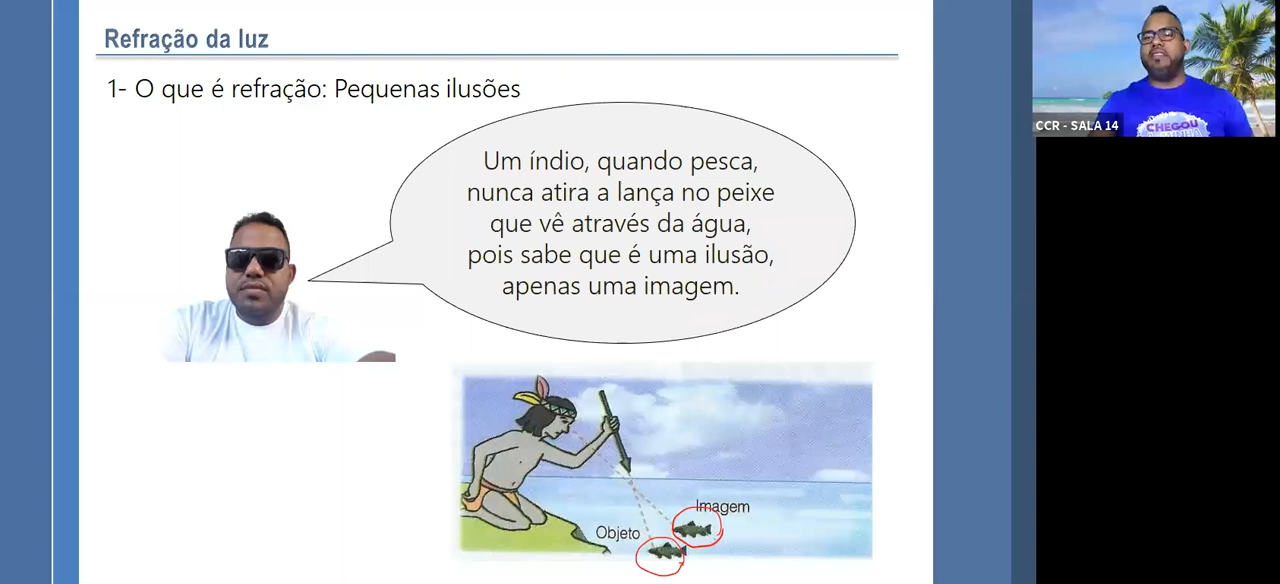 Refração da luz
1- O que é refração: Pequenas ilusões
Um índio, quando pesca,
nunca atira a lança no peixe
que vê através da água,
pois sabe que é uma ilusão,
apenas uma imagem.
Imagem
Objeto
CCR - SALA 14
CHEGOU